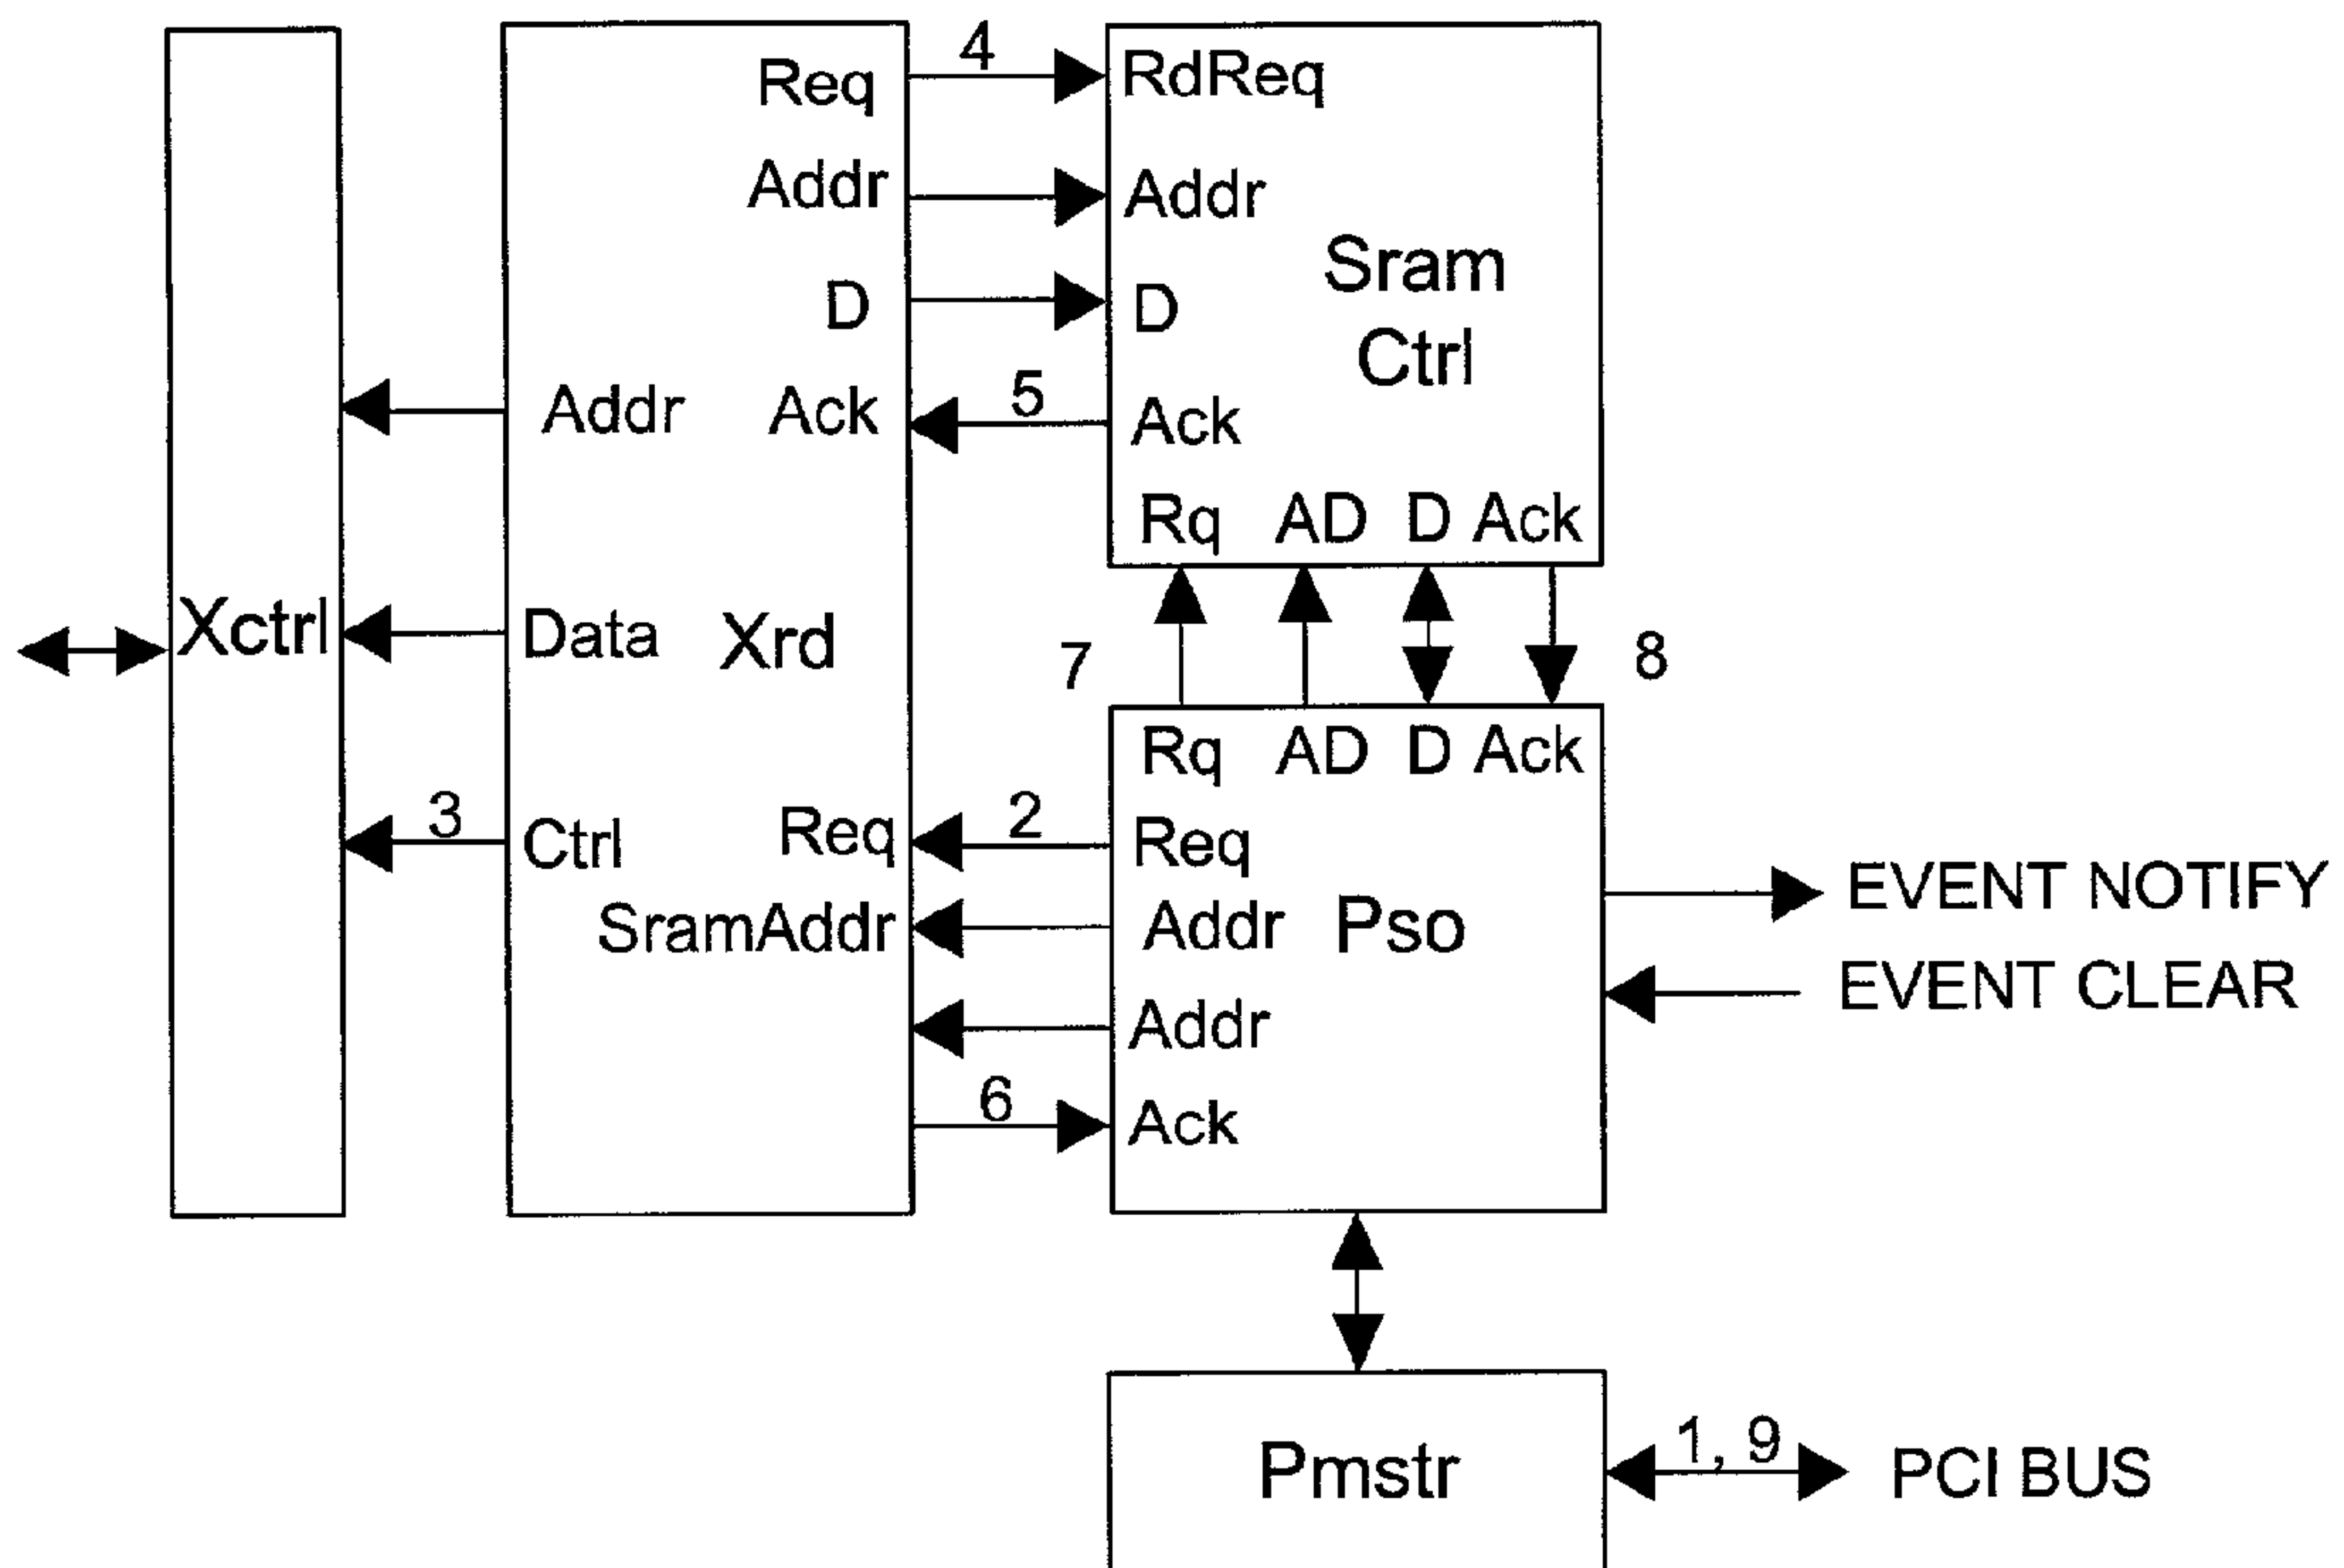 4
Req
RdReq
Addr
Addr
D
D
Sram
Ctrl
Addr
Ack
5
Ack
Rq AD D Ack
Xctrl
Data
Xrd
7
8
Rq AD D Ack
3
Ctrl
Req
2
Req
EVENT NOTIFY
SramAddr
Addr
Pso
EVENT CLEAR
Addr
6
Ack
Pmstr
1, 9
PCI BUS